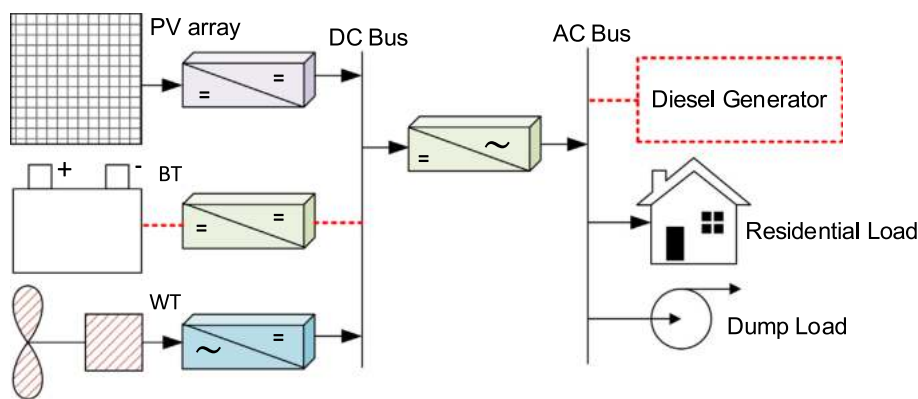 PV array
DC Bus
AC Bus
=
=
Diesel Generator
=
~
+
-
BT
=
=
Residential Load
WT
~
=
Dump Load